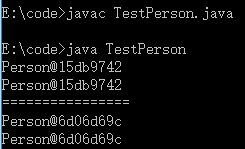 E:\code>javac TestPerson.java
E:\code>java TestPerson
Person@15db9742
Person@15db9742
================
Person@6d06d69c
Person@6d06d69c